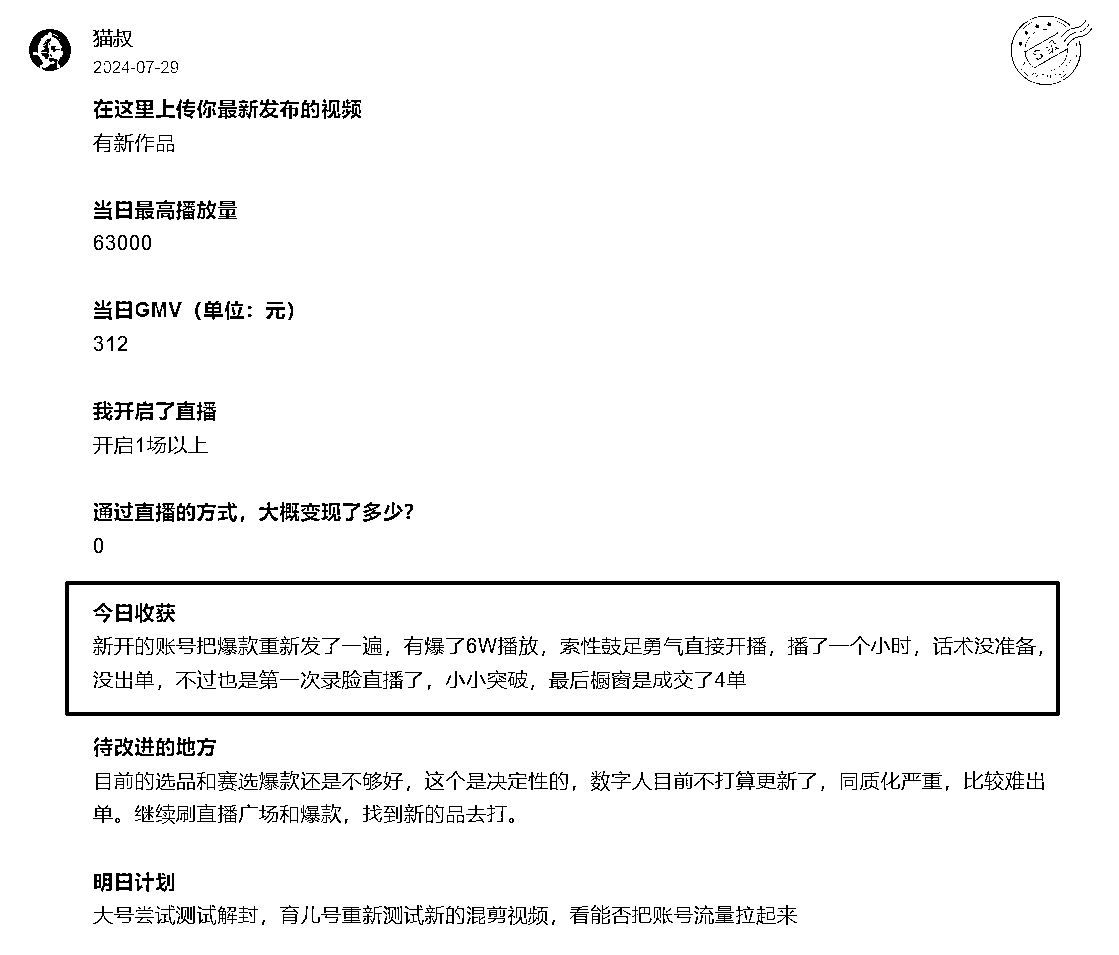 猫叔
2024-07-29
在这里上传你最新发布的视频
有新作品
当日最高播放量
63000
当日GMV（单位：元）
312
我开启了直播
开启1场以上
通过直播的方式，大概变现了多少？
0
今日收获
新开的账号把爆款重新发了一遍，有爆了6W播放，索性鼓足勇气直接开播，播了一个小时，话术没准备，
没出单，不过也是第一次录脸直播了，小小突破，最后橱窗是成交了4单
待改进的地方
目前的选品和赛选爆款还是不够好，这个是决定性的，数字人目前不打算更新了，同质化严重，比较难出
单。继续刷直播广场和爆款，找到新的品去打。
明日计划
大号尝试测试解封，育儿号重新测试新的混剪视频，看能否把账号流量拉起来